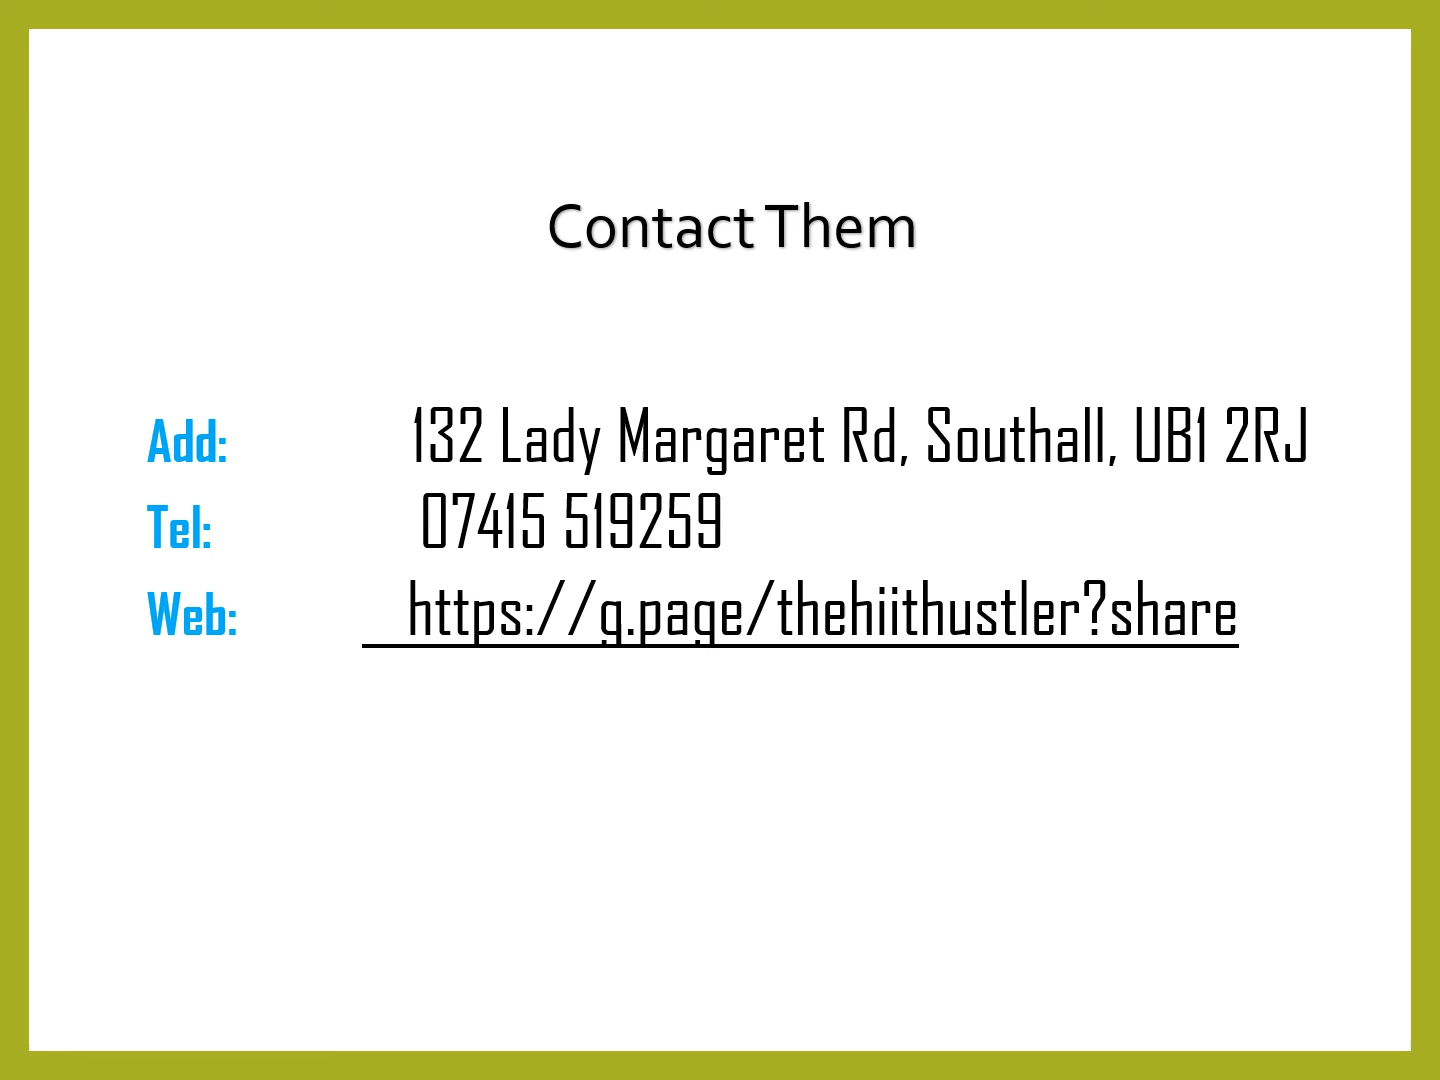 Contact Them
Add: 132 Lady Margaret Rd, Southall, UB1 2RJ
Tel: 07415 519259
Web: https://g.page/thehiithustler?share